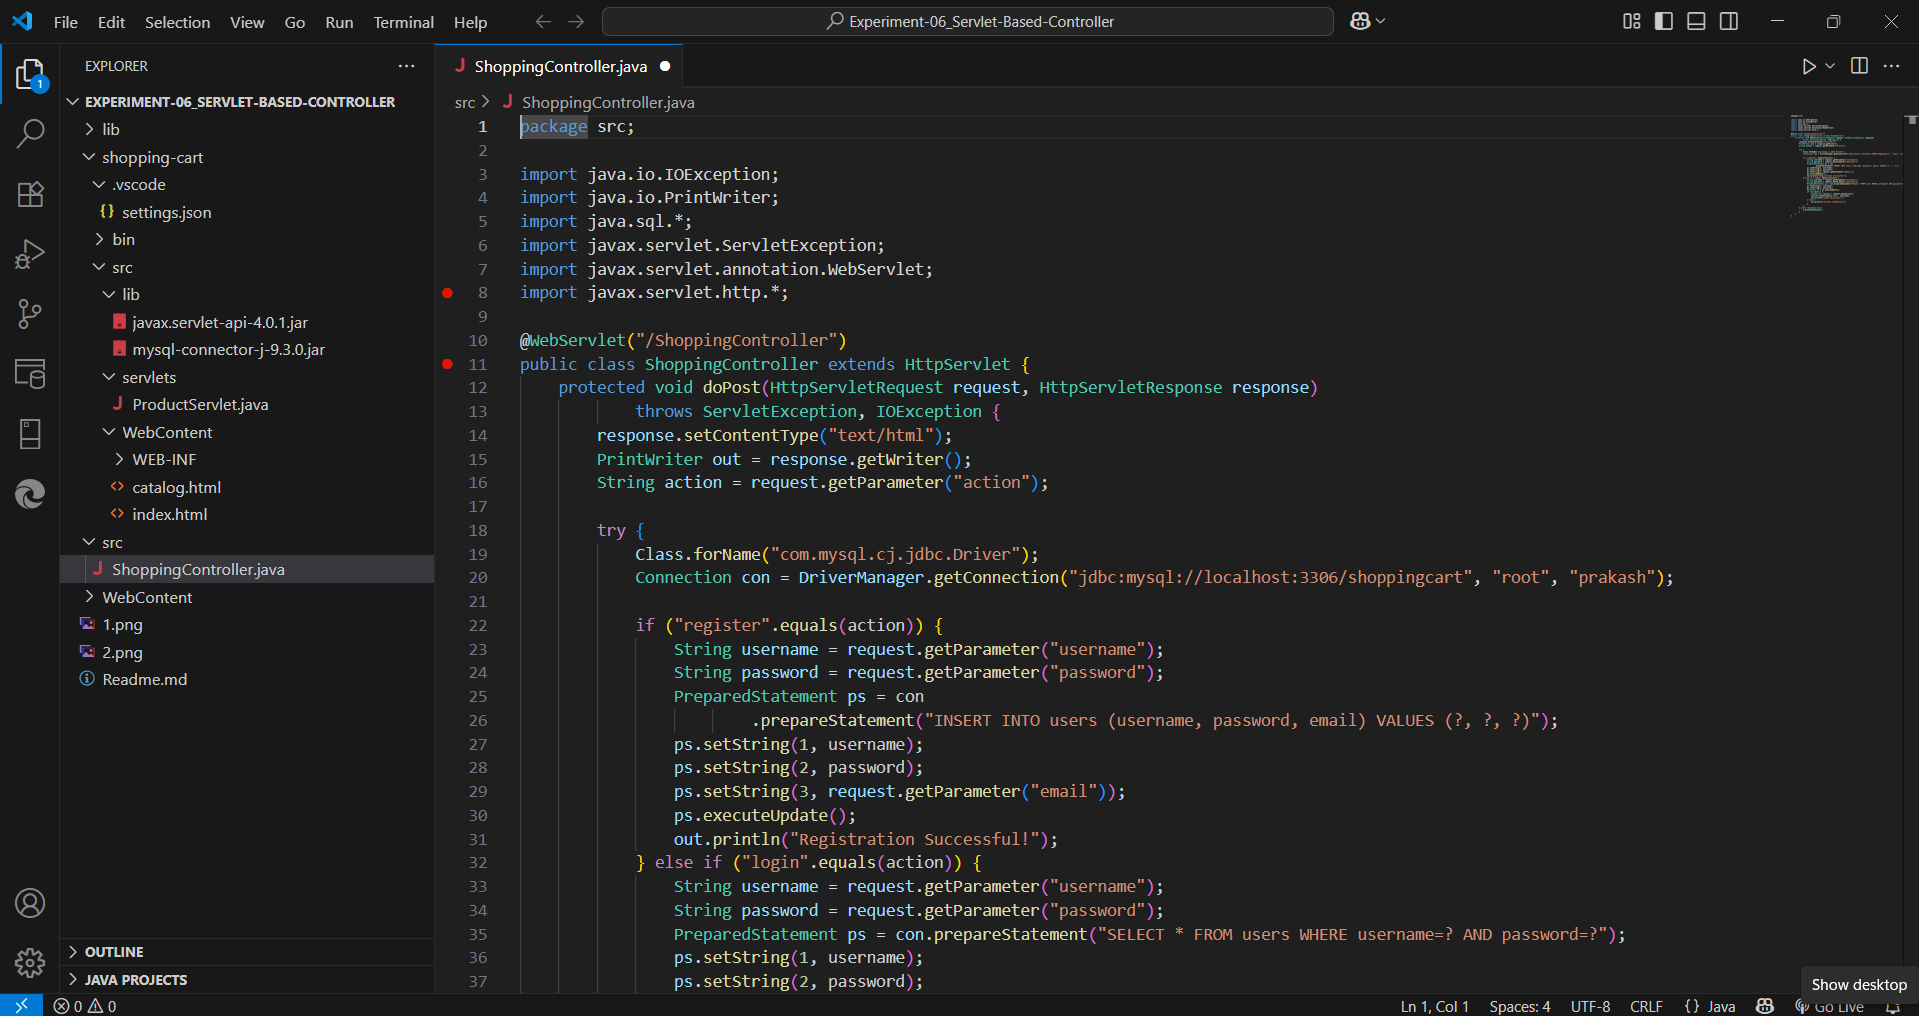 File Edit Selection View Go Run Terminal Help
Experiment-06_Servlet-Based-Controller
EXPLORER
1
EXPERIMENT-06_SERVLET-BASED-CONTROLLER
lib
shopping-cart
.vscode
{} settings.json
bin
src
lib
javax.servlet-api-4.0.1.jar
mysql-connector-j-9.3.0.jar
servlets
J ProductServlet.java
WebContent
WEB-INF
<> catalog.html
<> index.html
src
J ShoppingController.java
WebContent
1.png
2.png
Readme.md
OUTLINE
JAVA PROJECTS
J ShoppingController.java
src > J ShoppingController.java
1 package src;
2
3 import java.io.IOException;
4 import java.io.PrintWriter;
5 import java.sql.*;
6 import javax.servlet.ServletException;
7 import javax.servlet.annotation.WebServlet;
8 import javax.servlet.http.*;
9
10 @WebServlet("/ShoppingController")
11 public class ShoppingController extends HttpServlet {
12 protected void doPost(HttpServletRequest request, HttpServletResponse response)
13 throws ServletException, IOException {
14 response.setContentType("text/html");
15 PrintWriter out = response.getWriter();
16 String action = request.getParameter("action");
17
18 try {
19 Class.forName("com.mysql.cj.jdbc.Driver");
20 Connection con = DriverManager.getConnection("jdbc:mysql://localhost:3306/shoppingcart", "root", "prakash");
21
22 if ("register".equals(action)) {
23 String username = request.getParameter("username");
24 String password = request.getParameter("password");
25 PreparedStatement ps = con
26 .prepareStatement("INSERT INTO users (username, password, email) VALUES (?, ?, ?)");
27 ps.setString(1, username);
28 ps.setString(2, password);
29 ps.setString(3, request.getParameter("email"));
30 ps.executeUpdate();
31 out.println("Registration Successful!");
32 } else if ("login".equals(action)) {
33 String username = request.getParameter("username");
34 String password = request.getParameter("password");
35 PreparedStatement ps = con.prepareStatement("SELECT * FROM users WHERE username=? AND password=?");
36 ps.setString(1, username);
37 ps.setString(2, password);
Show desktop
0 0
Ln 1, Col 1 Spaces: 4 UTF-8 CRLF {} Java Go Live